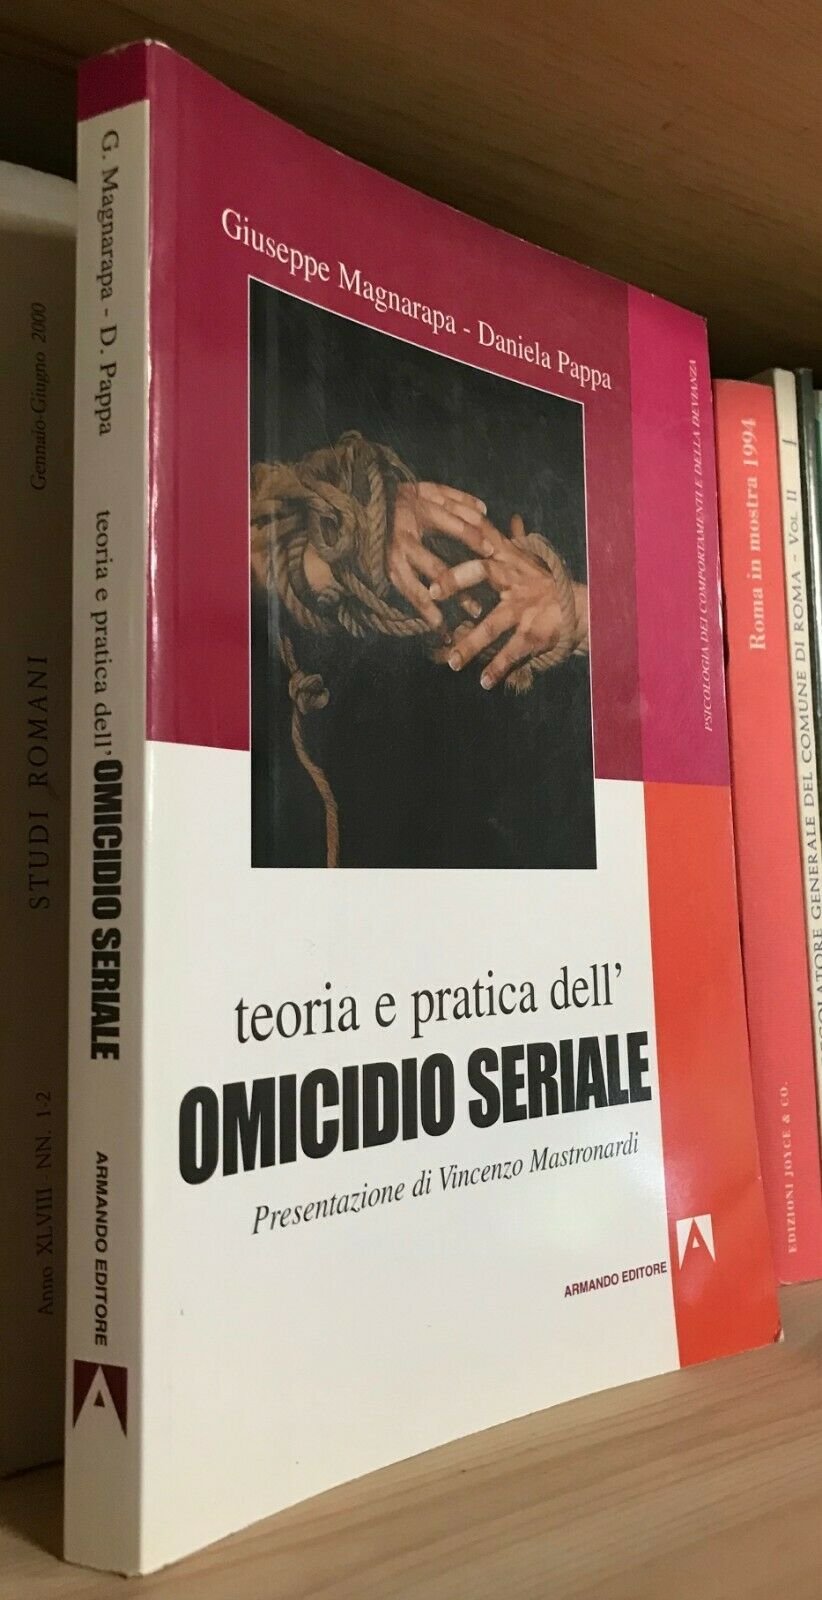 Gennaio-Giugno 2000
STUDI ROMANI
Anno XLVIII - NN. 1-2
G. Magnarapa - D. Pappa
teoria e pratica dell'OMICIDIO SERIALE
ARMANDO EDITORE
A
Giuseppe Magnarapa - Daniela Pappa
PSICOLOGIA DEI COMPORTAMENTI E DELLA DEVIANZA
teoria e pratica dell'
OMICIDIO SERIALE
Presentazione di Vincenzo Mastronardi
ARMANDO EDITORE
A
Roma in mostra 1994
EDIZIONI JOYCE & CO.
GENERALE DEL COMUNE DI ROMA - VOL. II